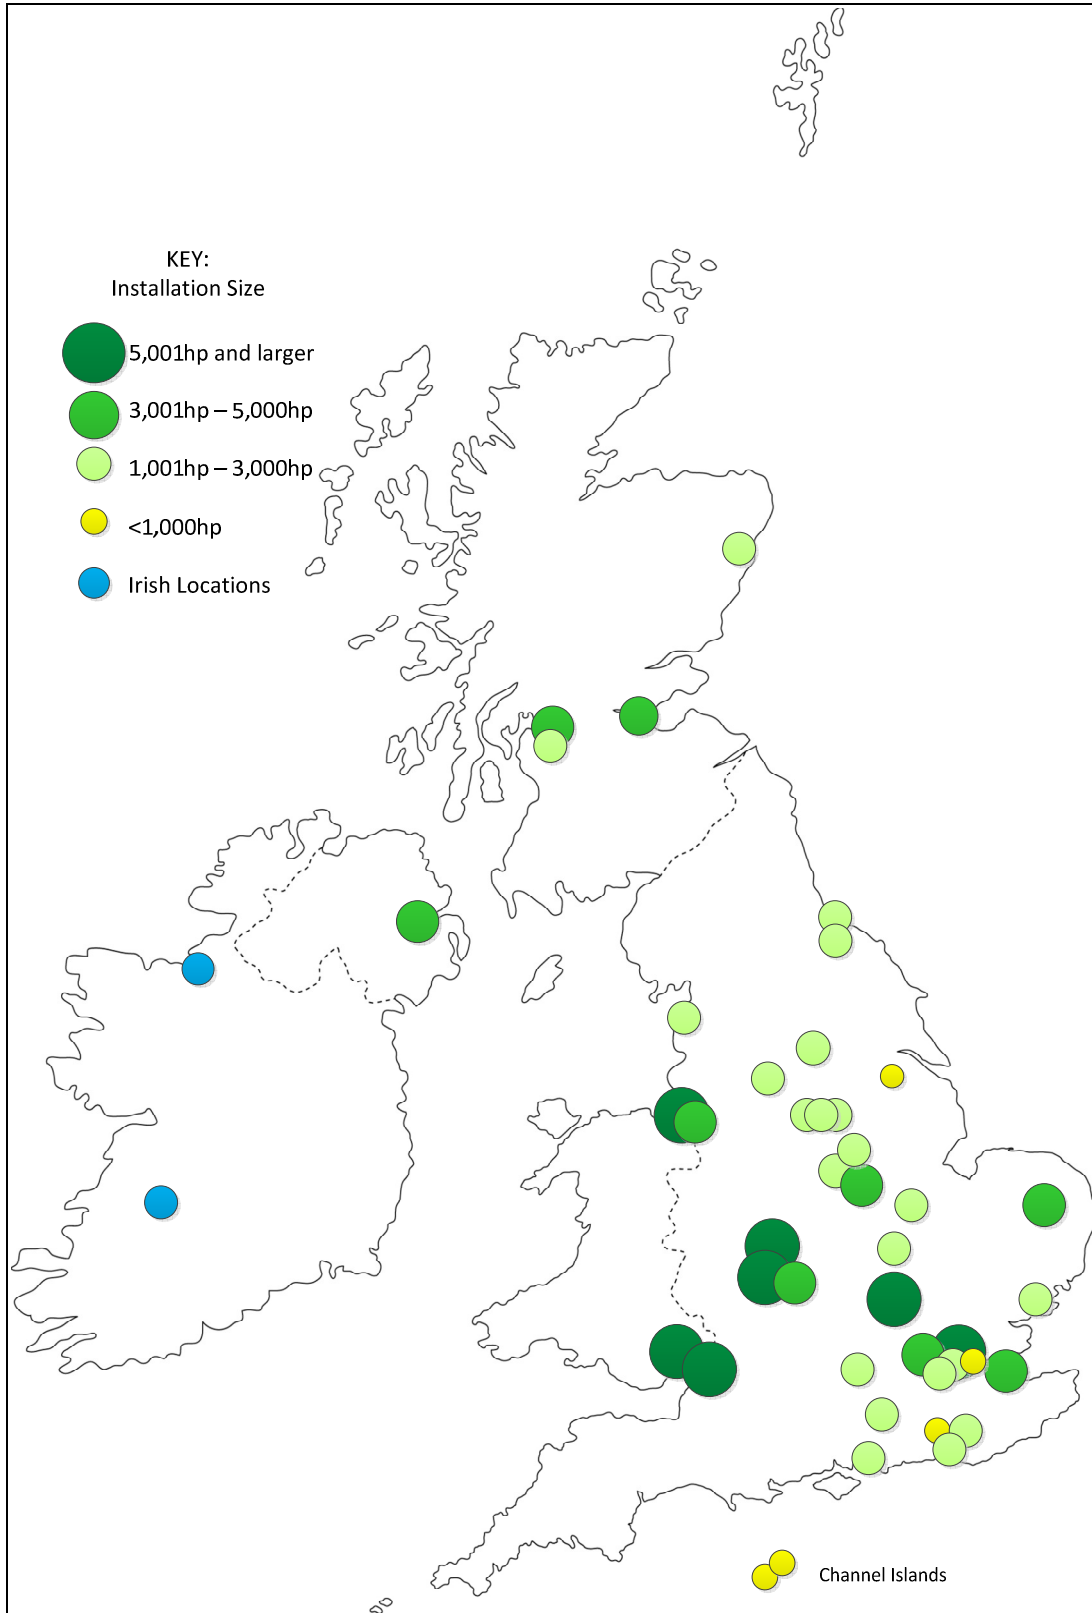 KEY:
Installation Size
5,001hp and larger
3,001hp – 5,000hp
1,001hp – 3,000hp
<1,000hp
Irish Locations
Channel Islands